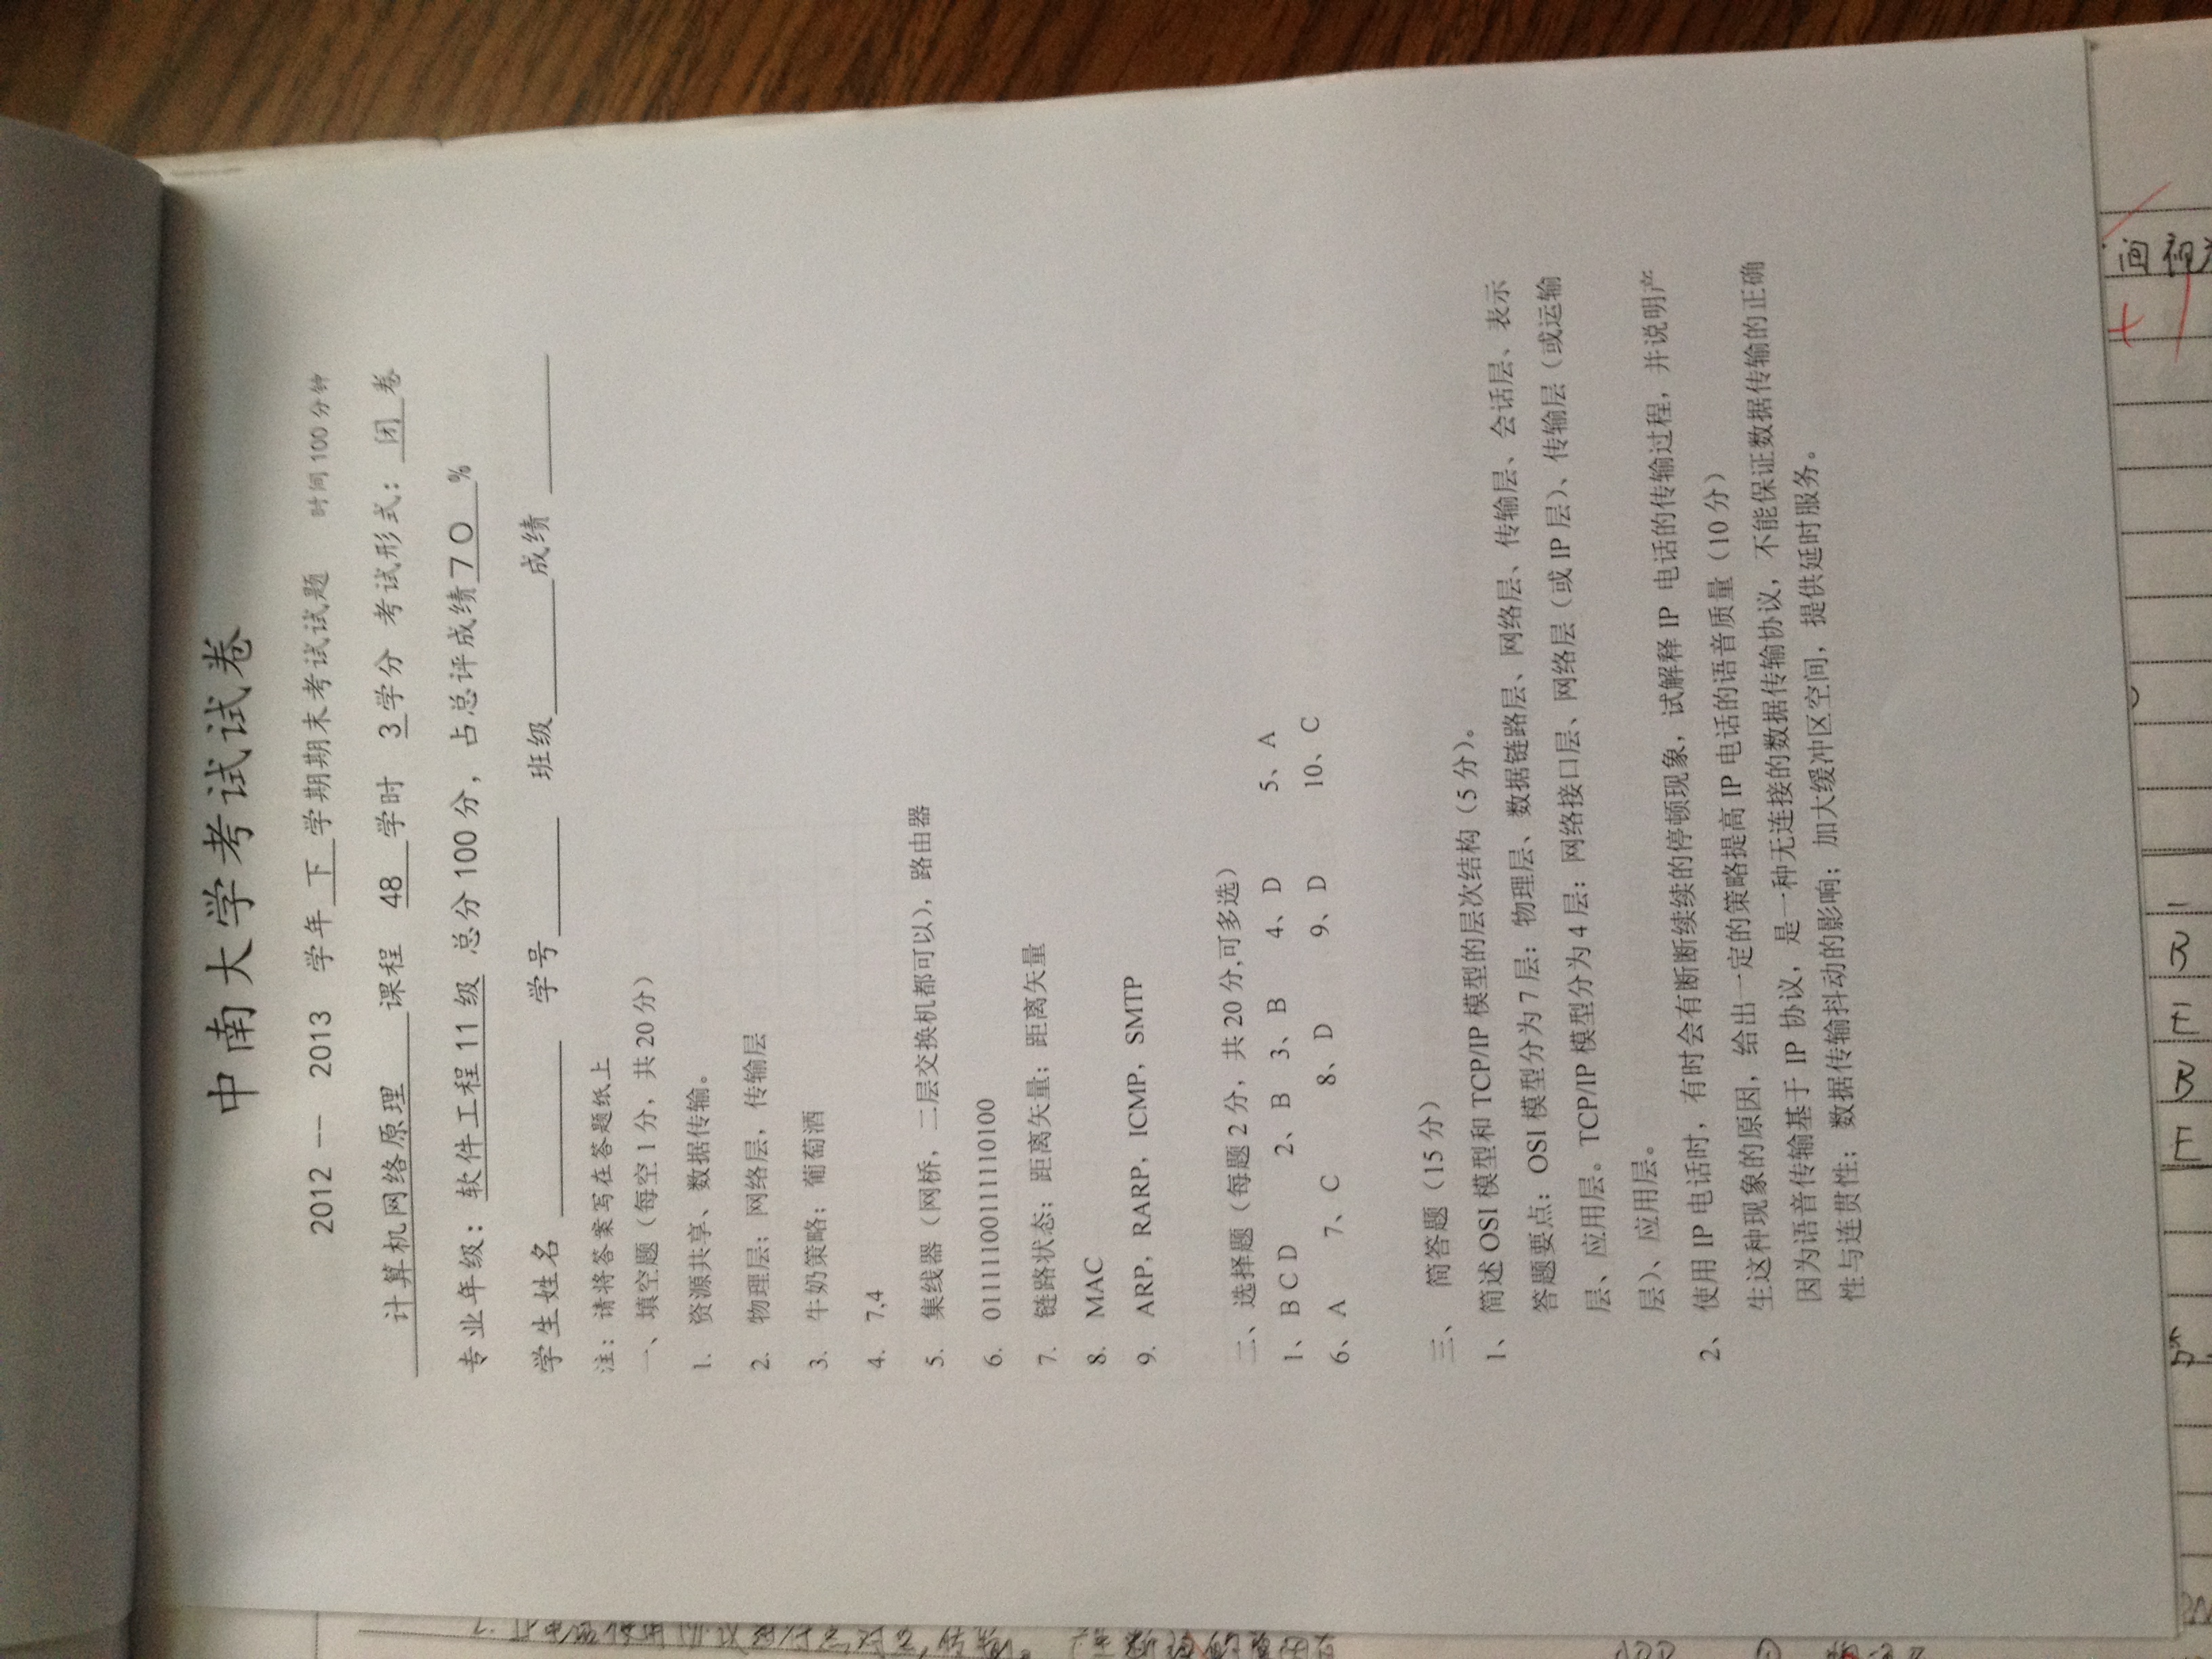 中南大学考试试卷
2012 -- 2013 学年 下 学期期末考试试题 时间100分钟
计算机网络原理 课程 48 学时 3学分 考试形式： 闭 卷
专业年级： 软件工程11级 总分100分，占总评成绩70 %
学生姓名 学号 班级 成绩
注：请将答案写在答题纸上
一、填空题（每空1分，共20分）
1. 资源共享、数据传输。
2. 物理层；网络层，传输层
3. 牛奶策略；葡萄酒
4. 7,4
5. 集线器（网桥，二层交换机都可以），路由器
6. 01111100111110100
7. 链路状态；距离矢量；距离矢量
8. MAC
9. ARP，RARP，ICMP，SMTP
二、选择题（每题2分，共20分,可多选）
1、B C D 2、B 3、B 4、D 5、A
6、A 7、C 8、D 9、D 10、C
三、 简答题（15分）
1、简述OSI模型和TCP/IP模型的层次结构（5分）。
答题要点：OSI模型分为7层：物理层、数据链路层、网络层、传输层、会话层、表示
层、应用层。TCP/IP模型分为4层：网络接口层、网络层（或IP层）、传输层（或运输
层）、应用层。
2、使用IP电话时，有时会有断断续续的停顿现象，试解释IP 电话的传输过程，并说明产
生这种现象的原因，给出一定的策略提高IP电话的语音质量（10分）
因为语音传输基于IP协议，是一种无连接的数据传输协议，不能保证数据传输的正确
性与连贯性；数据传输抖动的影响；加大缓冲区空间，提供延时服务。